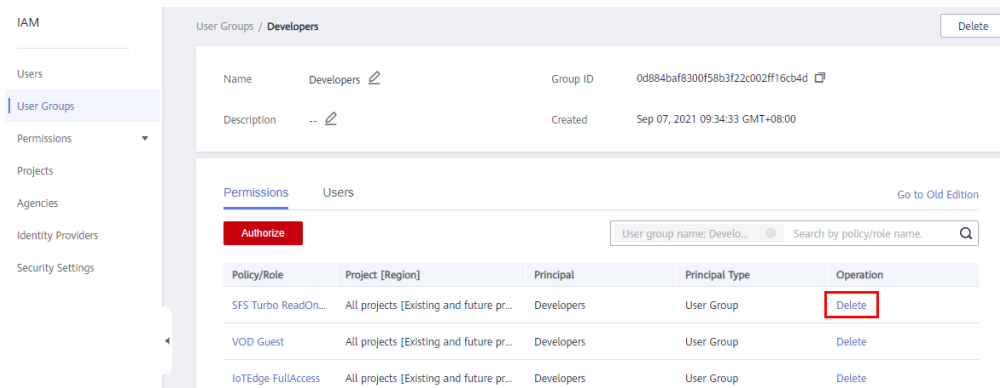 IAM
Users
User Groups
Permissions
Projects
Agencies
Identity Providers
Security Settings
User Groups / Developers
Delete
Name Developers
Group ID 0d884baf8300f58b3f22c002ff16cb4d
Description --
Created Sep 07, 2021 09:34:33 GMT+08:00
Permissions Users
Go to Old Edition
Authorize
User group name: Develo... Search by policy/role name.
Policy/Role Project [Region] Principal Principal Type Operation
SFS Turbo ReadOn... All projects [Existing and future pr... Developers User Group Delete
VOD Guest All projects [Existing and future pr... Developers User Group Delete
IoTEdge FullAccess All projects [Existing and future pr... Developers User Group Delete